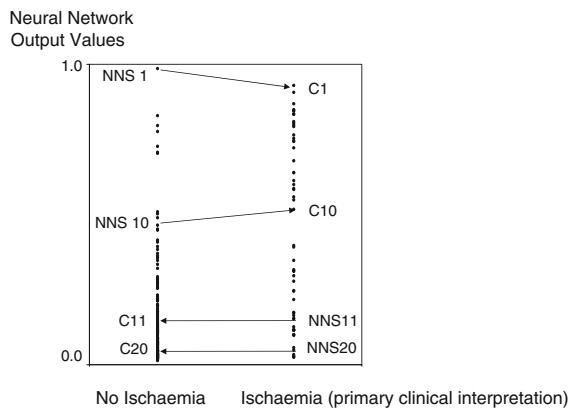 Neural Network
Output Values
1.0
NNS 1
C1
NNS 10
C10
C11
NNS11
C20
NNS20
0.0
No Ischaemia
Ischaemia (primary clinical interpretation)